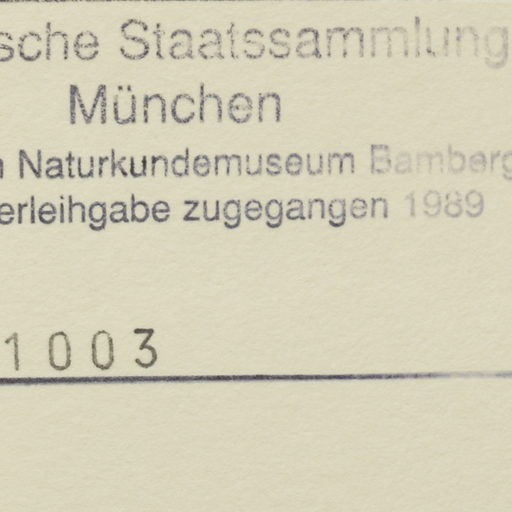 sche Staatssammlung
München
n Naturkundemuseum Bamberg
erleihgabe zugegangen 1989
1003